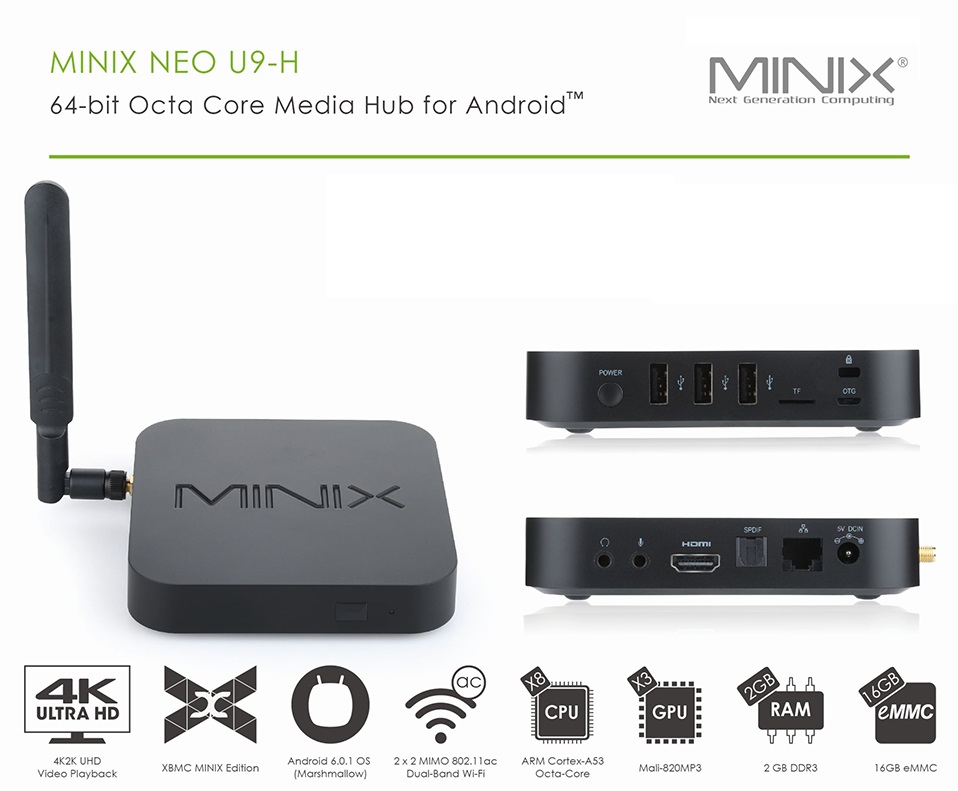 MINIX NEO U9-H
64-bit Octa Core Media Hub for Android™
MINIX®
Next Generation Computing
POWER
TF
OTG
MINIX
HDMI
SPDIF
5V DCIN
4K
ULTRA HD
ac
X8
CPU
X3
GPU
2GB
RAM
16GB
eMMC
4K2K UHD
Video Playback
XBMC MINIX Edition
Android 6.0.1 OS
(Marshmallow)
2 x 2 MIMO 802.11ac
Dual-Band Wi-Fi
ARM Cortex-A53
Octa-Core
Mali-820MP3
2 GB DDR3
16GB eMMC